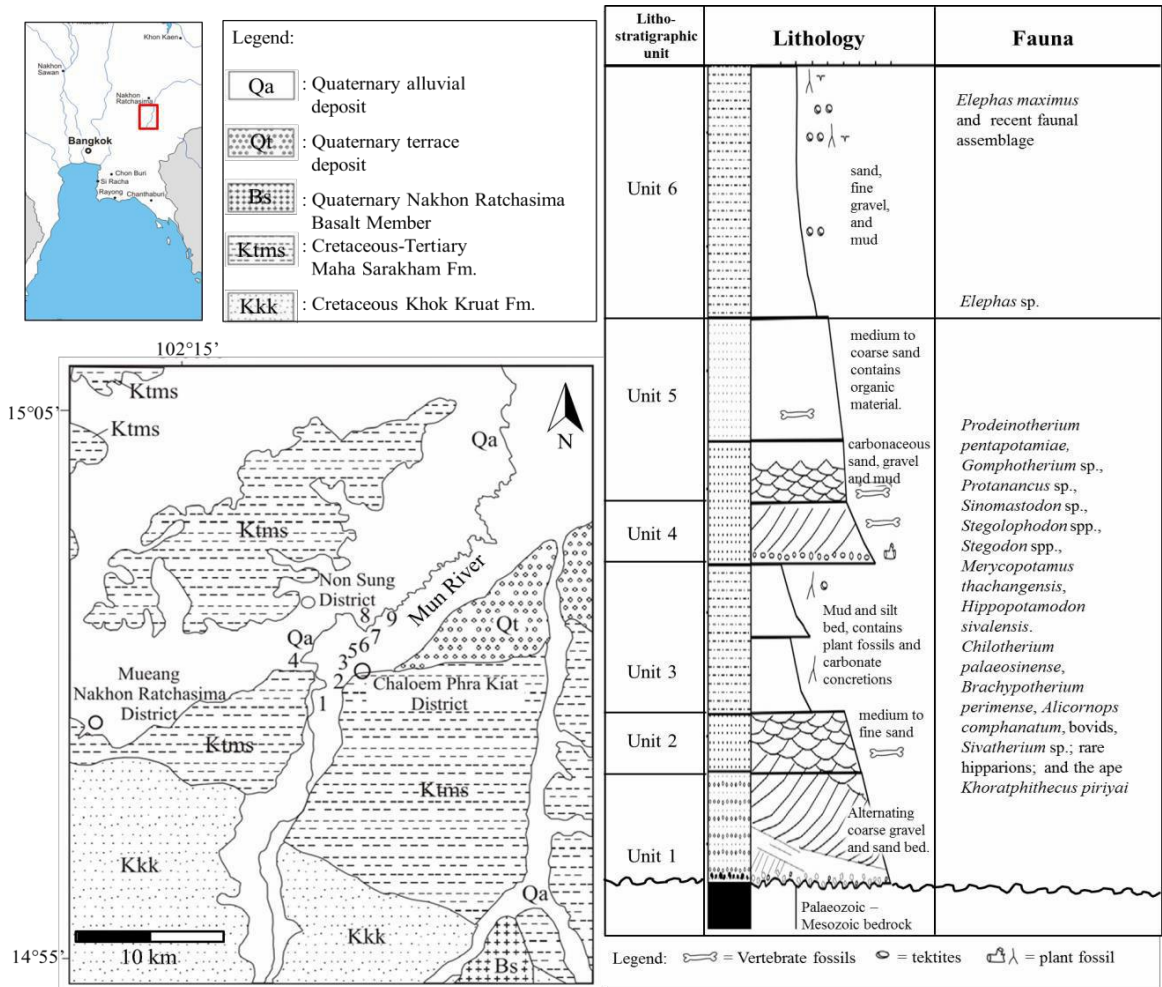 Khon Kaen
Nakhon
Sawan
Nakhon
Ratchasima
Bangkok
Chon Buri
Si Racha
Rayong
Chanthaburi
Legend:
Qa : Quaternary alluvial
deposit
Qt : Quaternary terrace
deposit
Bs : Quaternary Nakhon Ratchasima
Basalt Member
Ktms : Cretaceous-Tertiary
Maha Sarakham Fm.
Kkk : Cretaceous Khok Kruat Fm.
102°15'
15°05'
14°55'
Ktms
Ktms
Qa
N
Ktms
Non Sung
District
Mun River
Qt
Qa
8
9
7
6
5
4
3
2
1
Mueang
Nakhon Ratchasima
District
Chaloem Phra Kiat
District
Ktms
Ktms
Kkk
Kkk
Qa
Bs
10 km
Litho-
stratigraphic
unit
Lithology
Fauna
Unit 6
sand,
fine
gravel,
and
mud
Elephas maximus
and recent faunal
assemblage
Elephas sp.
Unit 5
medium to
coarse sand
contains
organic
material.
carbonaceous
sand, gravel
and mud
Unit 4
Unit 3
Mud and silt
bed, contains
plant fossils and
carbonate
concretions
Unit 2
medium to
fine sand
Unit 1
Alternating
coarse gravel
and sand bed.
Palaeozoic –
Mesozoic bedrock
Prodeinotherium
pentapotamiae,
Gomphotherium sp.,
Protanancus sp.,
Sinomastodon sp.,
Stegolophodon spp.,
Stegodon spp.,
Merycopotamus
thachangensis,
Hippopotamodon
sivalensis.
Chilotherium
palaeosinense,
Brachypotherium
perimense, Alicornops
comphanatum, bovids,
Sivatherium sp.; rare
hipparions; and the ape
Khoratphithecus piriyai
Legend: = Vertebrate fossils = tektites = plant fossil